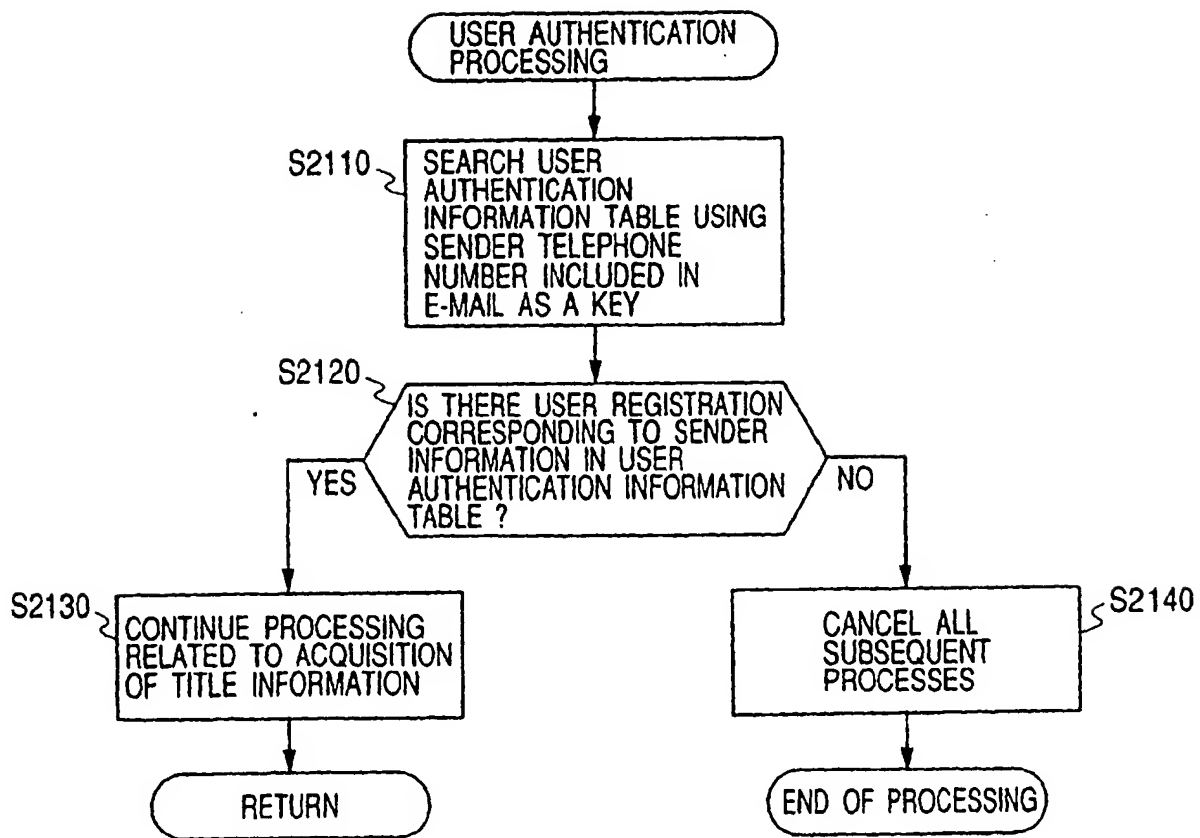 USER AUTHENTICATION
PROCESSING
S2110
SEARCH USER
AUTHENTICATION
INFORMATION TABLE USING
SENDER TELEPHONE
NUMBER INCLUDED IN
E-MAIL AS A KEY
S2120
IS THERE USER REGISTRATION
CORRESPONDING TO SENDER
INFORMATION IN USER
AUTHENTICATION INFORMATION
TABLE ?
YES
NO
S2130
CONTINUE PROCESSING
RELATED TO ACQUISITION
OF TITLE INFORMATION
S2140
CANCEL ALL
SUBSEQUENT
PROCESSES
RETURN
END OF PROCESSING